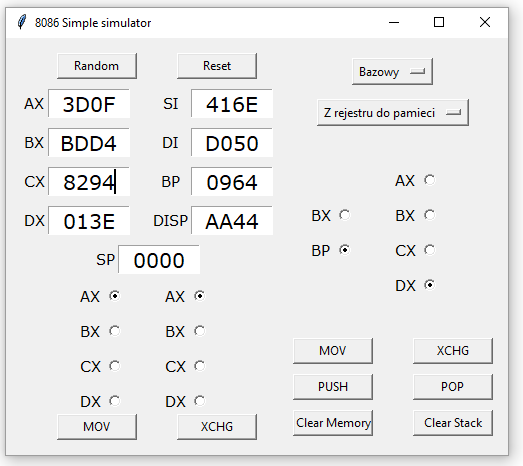 8086 Simple simulator
Random Reset
Bazowy
AX 3D0F SI 416E
Z rejestru do pamieci
BX BDD4 DI D050
CX 8294 BP 0964 AX
DX 013E DISP AA44 BX BX
SP 0000 BP CX
AX AX DX
BX BX
MOV XCHG
CX CX
PUSH POP
DX DX
MOV XCHG Clear Memory Clear Stack